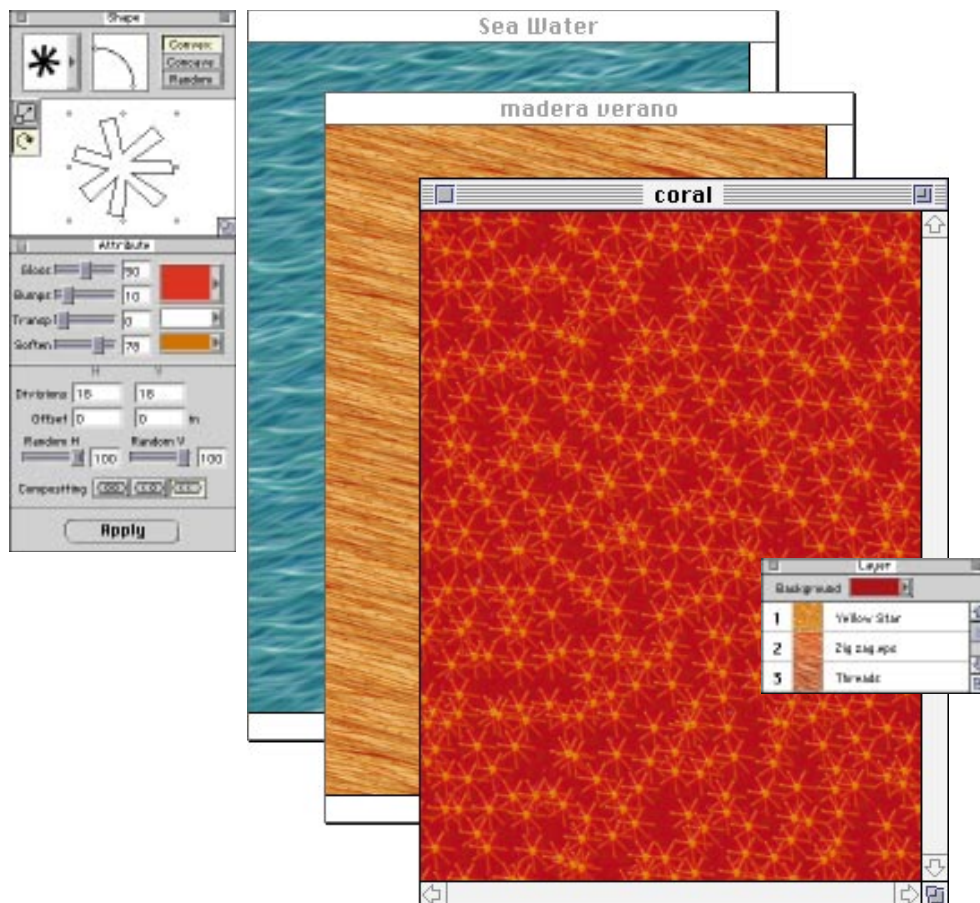 Shape
Convex
Concave
Random
Attribute
Gloss 90
Bumps 10
Transp 0
Soften 78
H V
Divisions 18 18
Offset 0 0 in
Random H Random V
100 100
Compositing
Apply
Sea Water
madera verano
coral
Layer
Background
1 Yellow Star
2 Zig zag.eps
3 Threads